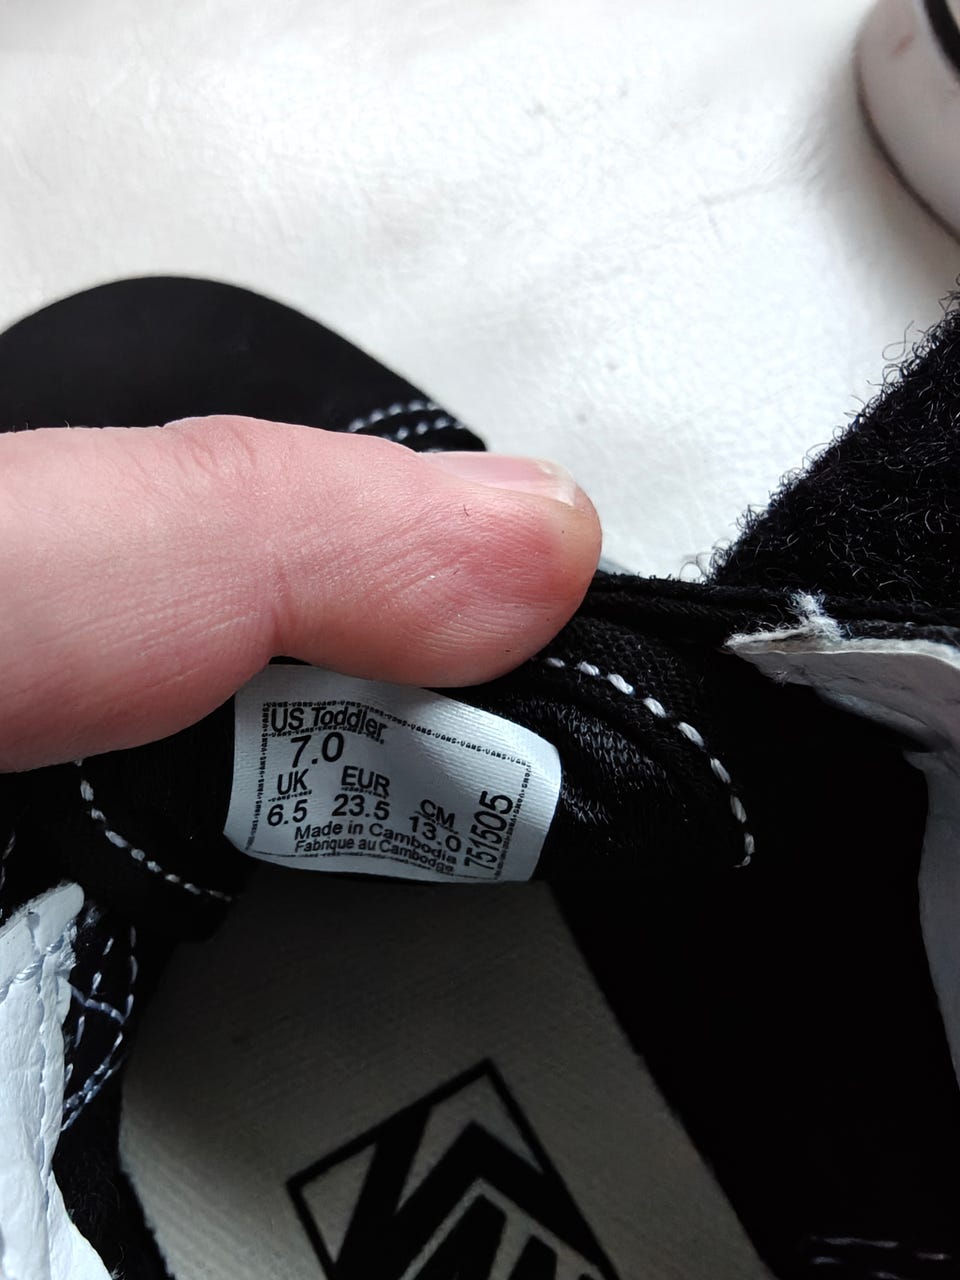 US Toddler
7.0
UK EUR CM
6.5 23.5 13.0
Made in Cambodia
Fabrique au Cambodge
751505